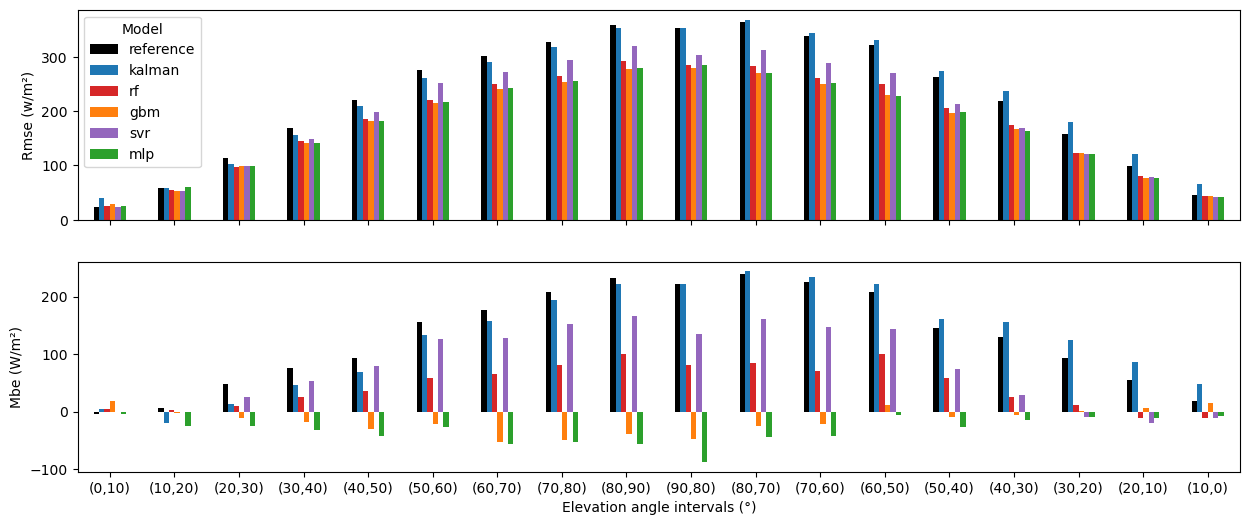 Model
reference
kalman
rf
gbm
svr
mlp
Rmse (w/m²)
300
200
100
0
Mbe (W/m²)
200
100
0
−100
(0,10) (10,20) (20,30) (30,40) (40,50) (50,60) (60,70) (70,80) (80,90) (90,80) (80,70) (70,60) (60,50) (50,40) (40,30) (30,20) (20,10) (10,0)
Elevation angle intervals (°)